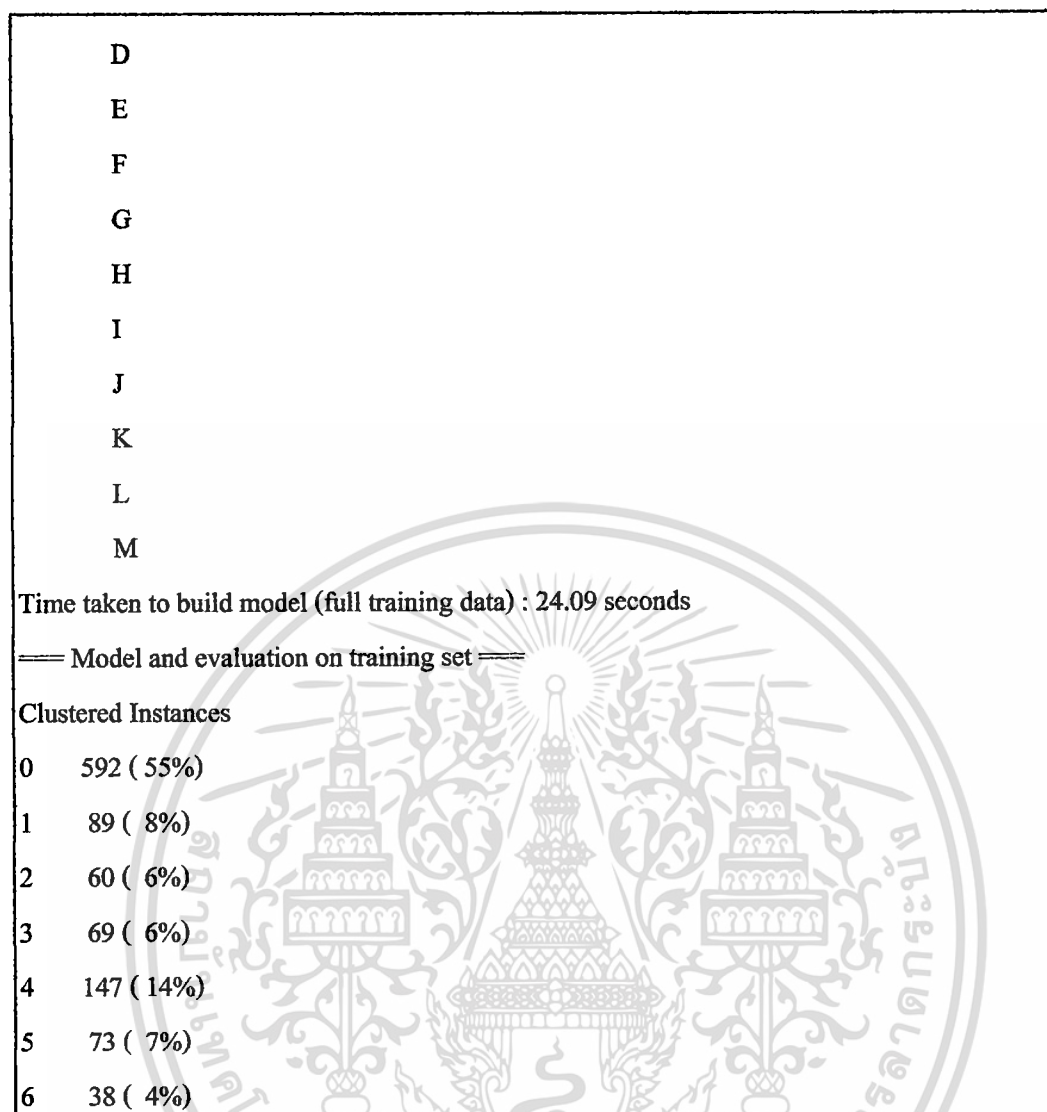 D
E
F
G
H
I
J
K
L
M
Time taken to build model (full training data) : 24.09 seconds
=== Model and evaluation on training set ===
Clustered Instances
0 592 ( 55%)
1 89 ( 8%)
2 60 ( 6%)
3 69 ( 6%)
4 147 ( 14%)
5 73 ( 7%)
6 38 ( 4%)